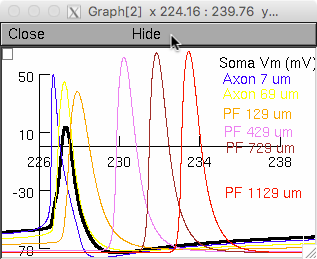 Graph[2] x 224.16 : 239.76 y...
Close Hide
Soma Vm (mV)
50
Axon 7 um
Axon 69 um
PF 129 um
10
PF 429 um
226 230 234 238
PF 729 um
-30
PF 1129 um
-70